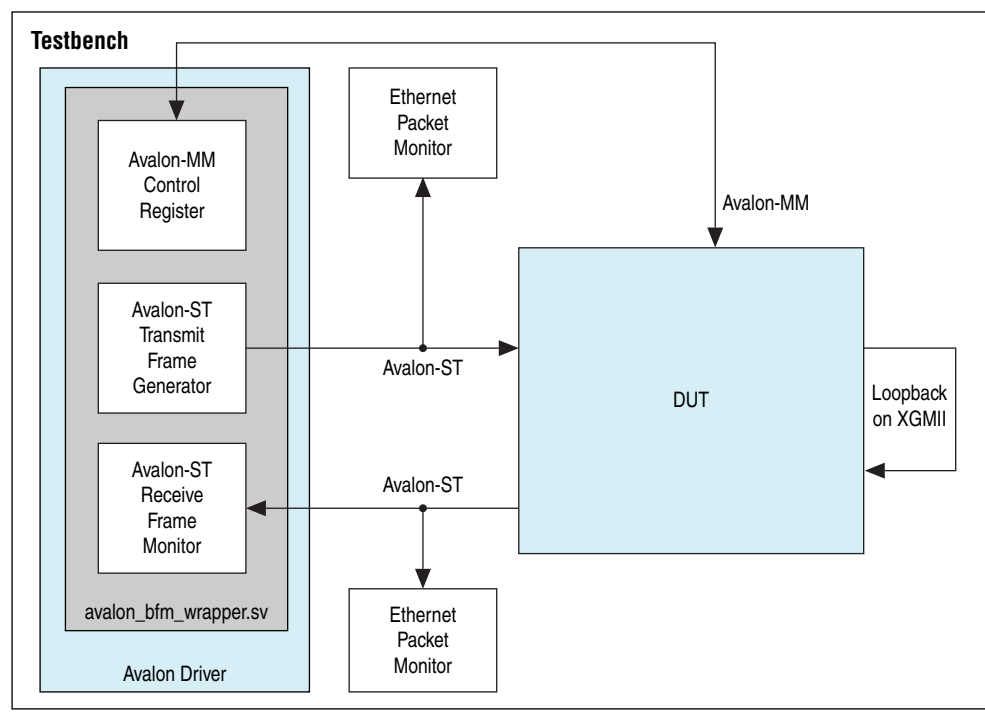 Testbench
Avalon-MM
Control
Register
Avalon-ST
Transmit
Frame
Generator
Avalon-ST
Receive
Frame
Monitor
avalon_bfm_wrapper.sv
Avalon Driver
Ethernet
Packet
Monitor
Avalon-MM
Avalon-ST
DUT
Loopback
on XGMII
Avalon-ST
Ethernet
Packet
Monitor